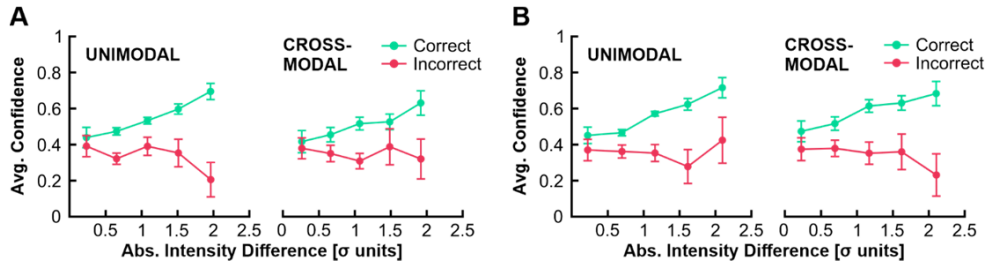 A
UNIMODAL
CROSS-
MODAL
Correct
Incorrect
Avg. Confidence
1
0.8
0.6
0.4
0.2
0
0.5 1 1.5 2 2.5
0 0.5 1 1.5 2 2.5
Abs. Intensity Difference [σ units]
B
UNIMODAL
CROSS-
MODAL
Correct
Incorrect
Avg. Confidence
1
0.8
0.6
0.4
0.2
0
0.5 1 1.5 2 2.5
0 0.5 1 1.5 2 2.5
Abs. Intensity Difference [σ units]